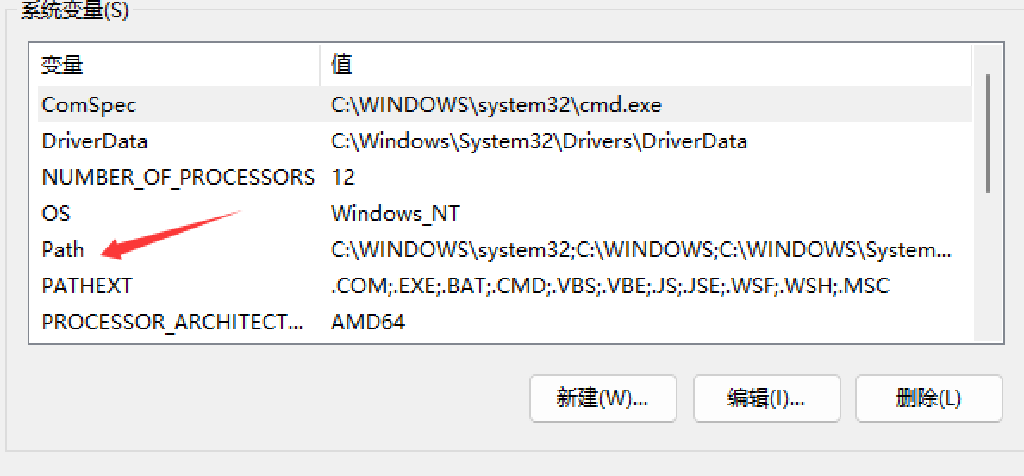 系统变量(S)
变量 值
ComSpec C:\WINDOWS\system32\cmd.exe
DriverData C:\Windows\System32\Drivers\DriverData
NUMBER_OF_PROCESSORS 12
OS Windows_NT
Path C:\WINDOWS\system32;C:\WINDOWS;C:\WINDOWS\System...
PATHEXT .COM;.EXE;.BAT;.CMD;.VBS;.VBE;.JS;.JSE;.WSF;.WSH;.MSC
PROCESSOR_ARCHITECT... AMD64
新建(W)... 编辑(I)... 删除(L)